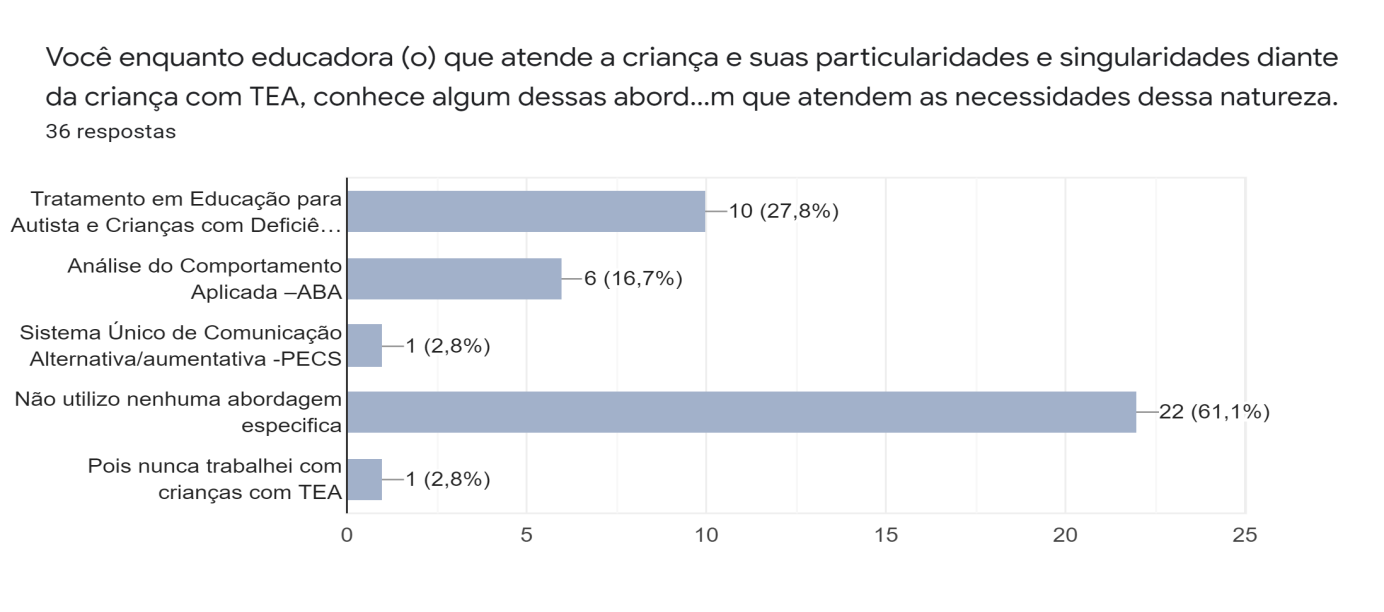 Você enquanto educadora (o) que atende a criança e suas particularidades e singularidades diante
da criança com TEA, conhece algum dessas abord...m que atendem as necessidades dessa natureza.
36 respostas
Tratamento em Educação para
Autista e Crianças com Deficiê…
10 (27,8%)
Análise do Comportamento
Aplicada –ABA
6 (16,7%)
Sistema Único de Comunicação
Alternativa/aumentativa -PECS
1 (2,8%)
Não utilizo nenhuma abordagem
especifica
22 (61,1%)
Pois nunca trabalhei com
crianças com TEA
1 (2,8%)
0 5 10 15 20 25